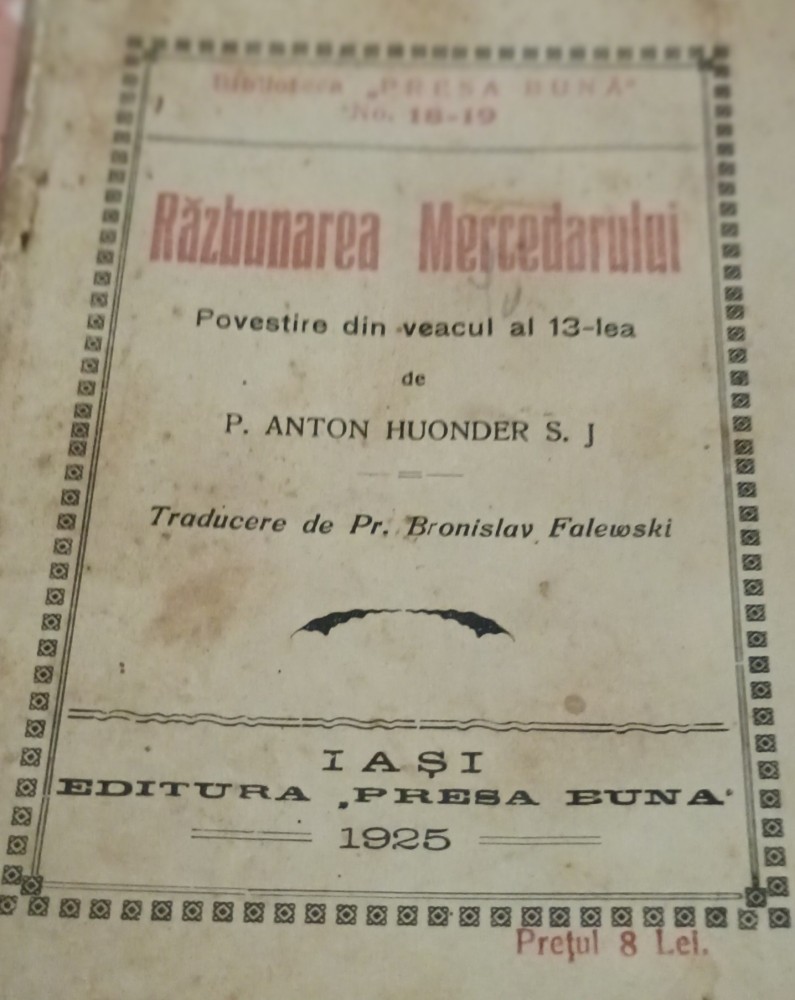 Biblioteca „PRESA BUNĂ"
No. 18-19
Răzbunarea Mercedarului
Povestire din veacul al 13-lea
de
P. ANTON HUONDER S. J
Traducere de Pr. Bronislav Falewski
IAȘI
EDITURA „PRESA BUNA"
1925
Prețul 8 Lei.